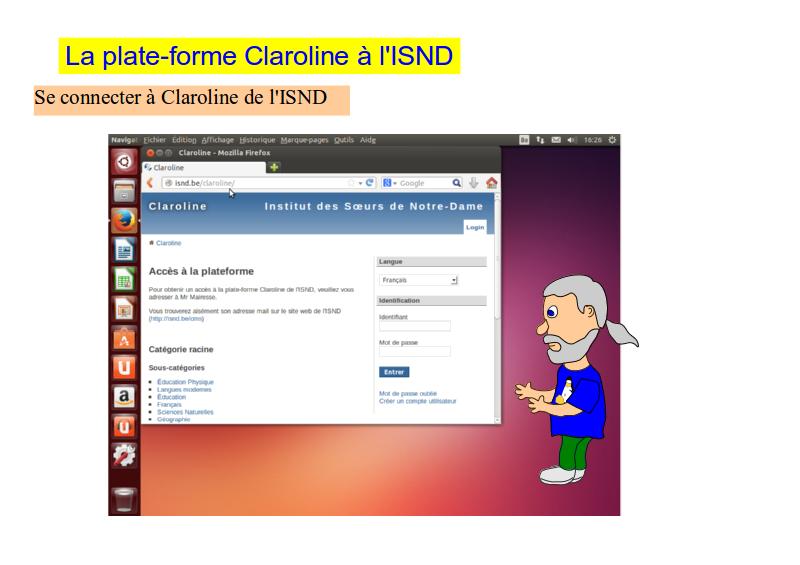 La plate-forme Claroline à l'ISND
Se connecter à Claroline de l'ISND
Navigat Fichier Édition Affichage Historique Marque-pages Outils Aide
Be
16:26
Claroline - Mozilla Firefox
Claroline
isnd.be/claroline/
Google
Claroline
Institut des Sœurs de Notre-Dame
Login
Claroline
Accès à la plateforme
Pour obtenir un accès à la plate-forme Claroline de l'ISND, veuillez vous
adresser à Mr Mairesse.
Vous trouverez aisément son adresse mail sur le site web de l'ISND
(http://isnd.be/oms)
Catégorie racine
Sous-catégories
Éducation Physique
Langues modernes
Éducation
Français
Sciences Naturelles
Géographie
Langue
Français
Identification
Identifiant
Mot de passe
Entrer
Mot de passe oublié
Créer un compte utilisateur